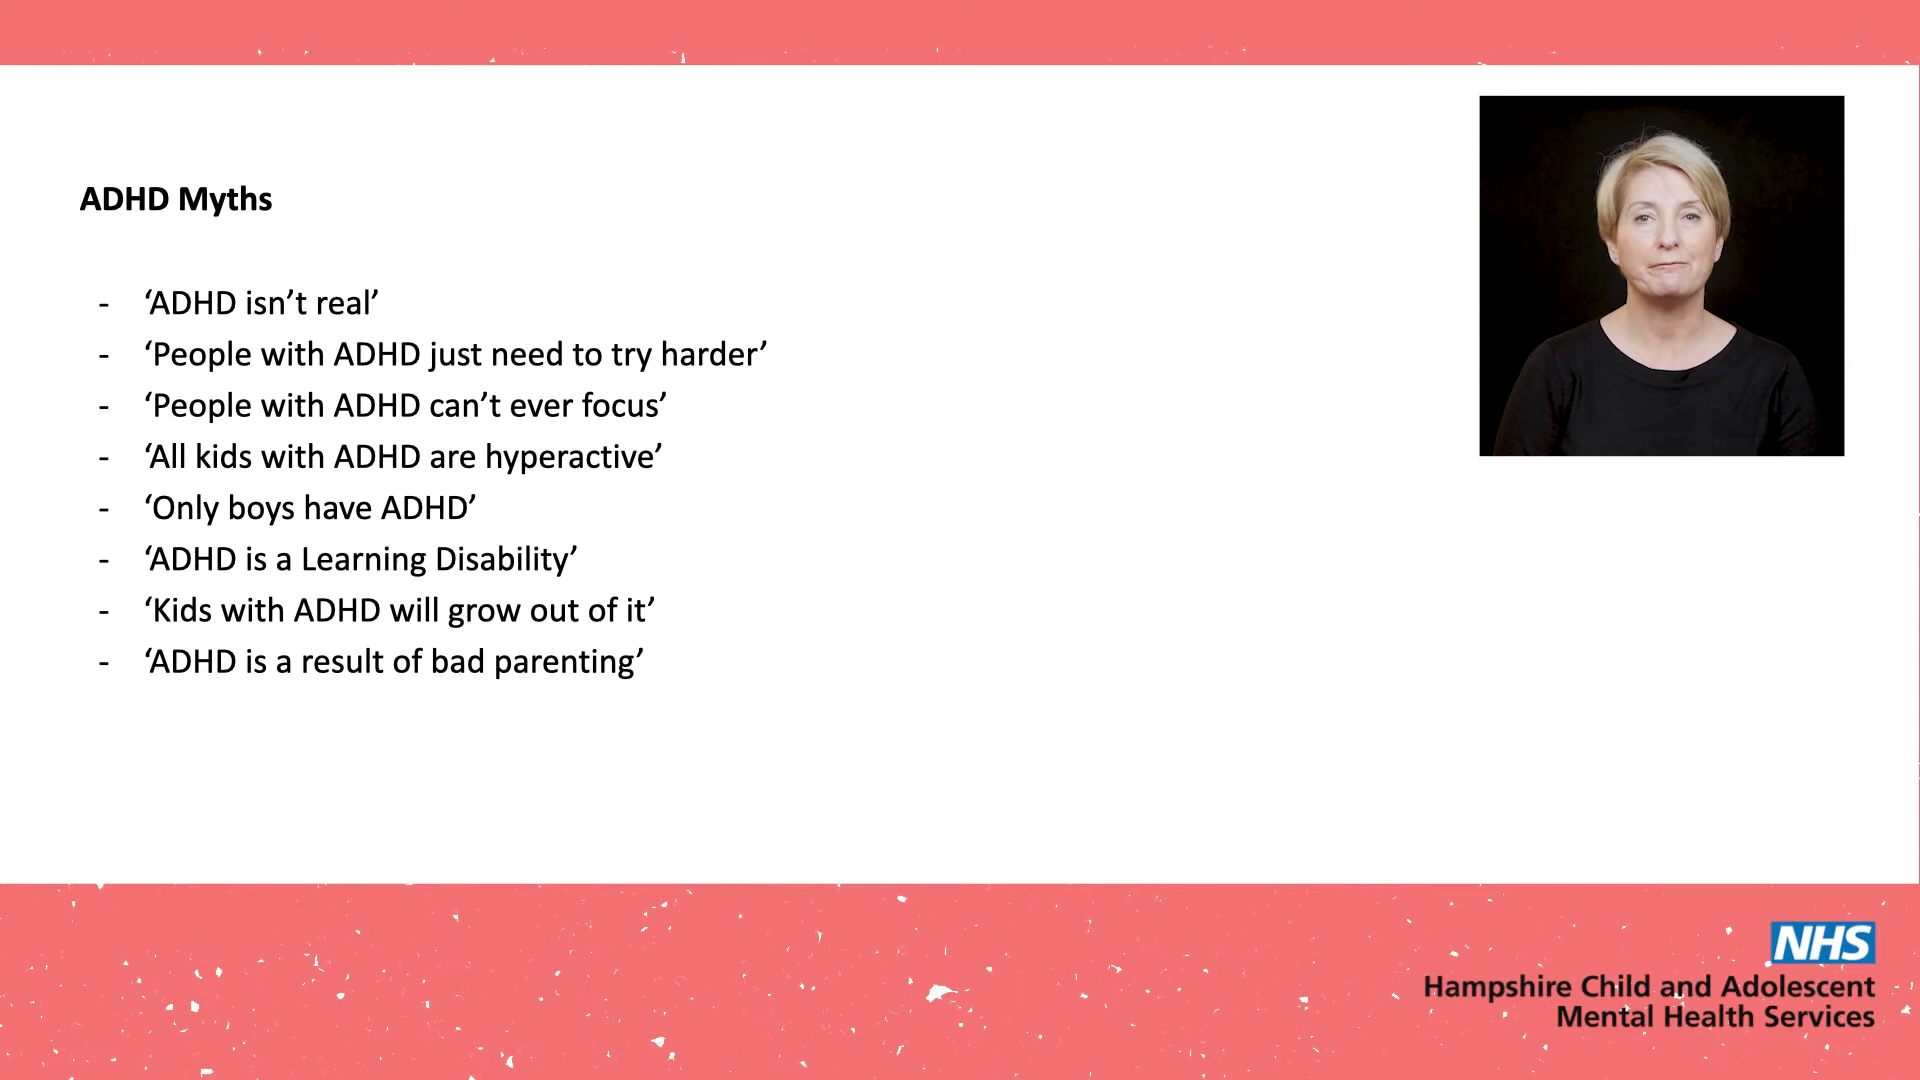 ADHD Myths
- ‘ADHD isn’t real’
- ‘People with ADHD just need to try harder’
- ‘People with ADHD can’t ever focus’
- ‘All kids with ADHD are hyperactive’
- ‘Only boys have ADHD’
- ‘ADHD is a Learning Disability’
- ‘Kids with ADHD will grow out of it’
- ‘ADHD is a result of bad parenting’
NHS
Hampshire Child and Adolescent
Mental Health Services